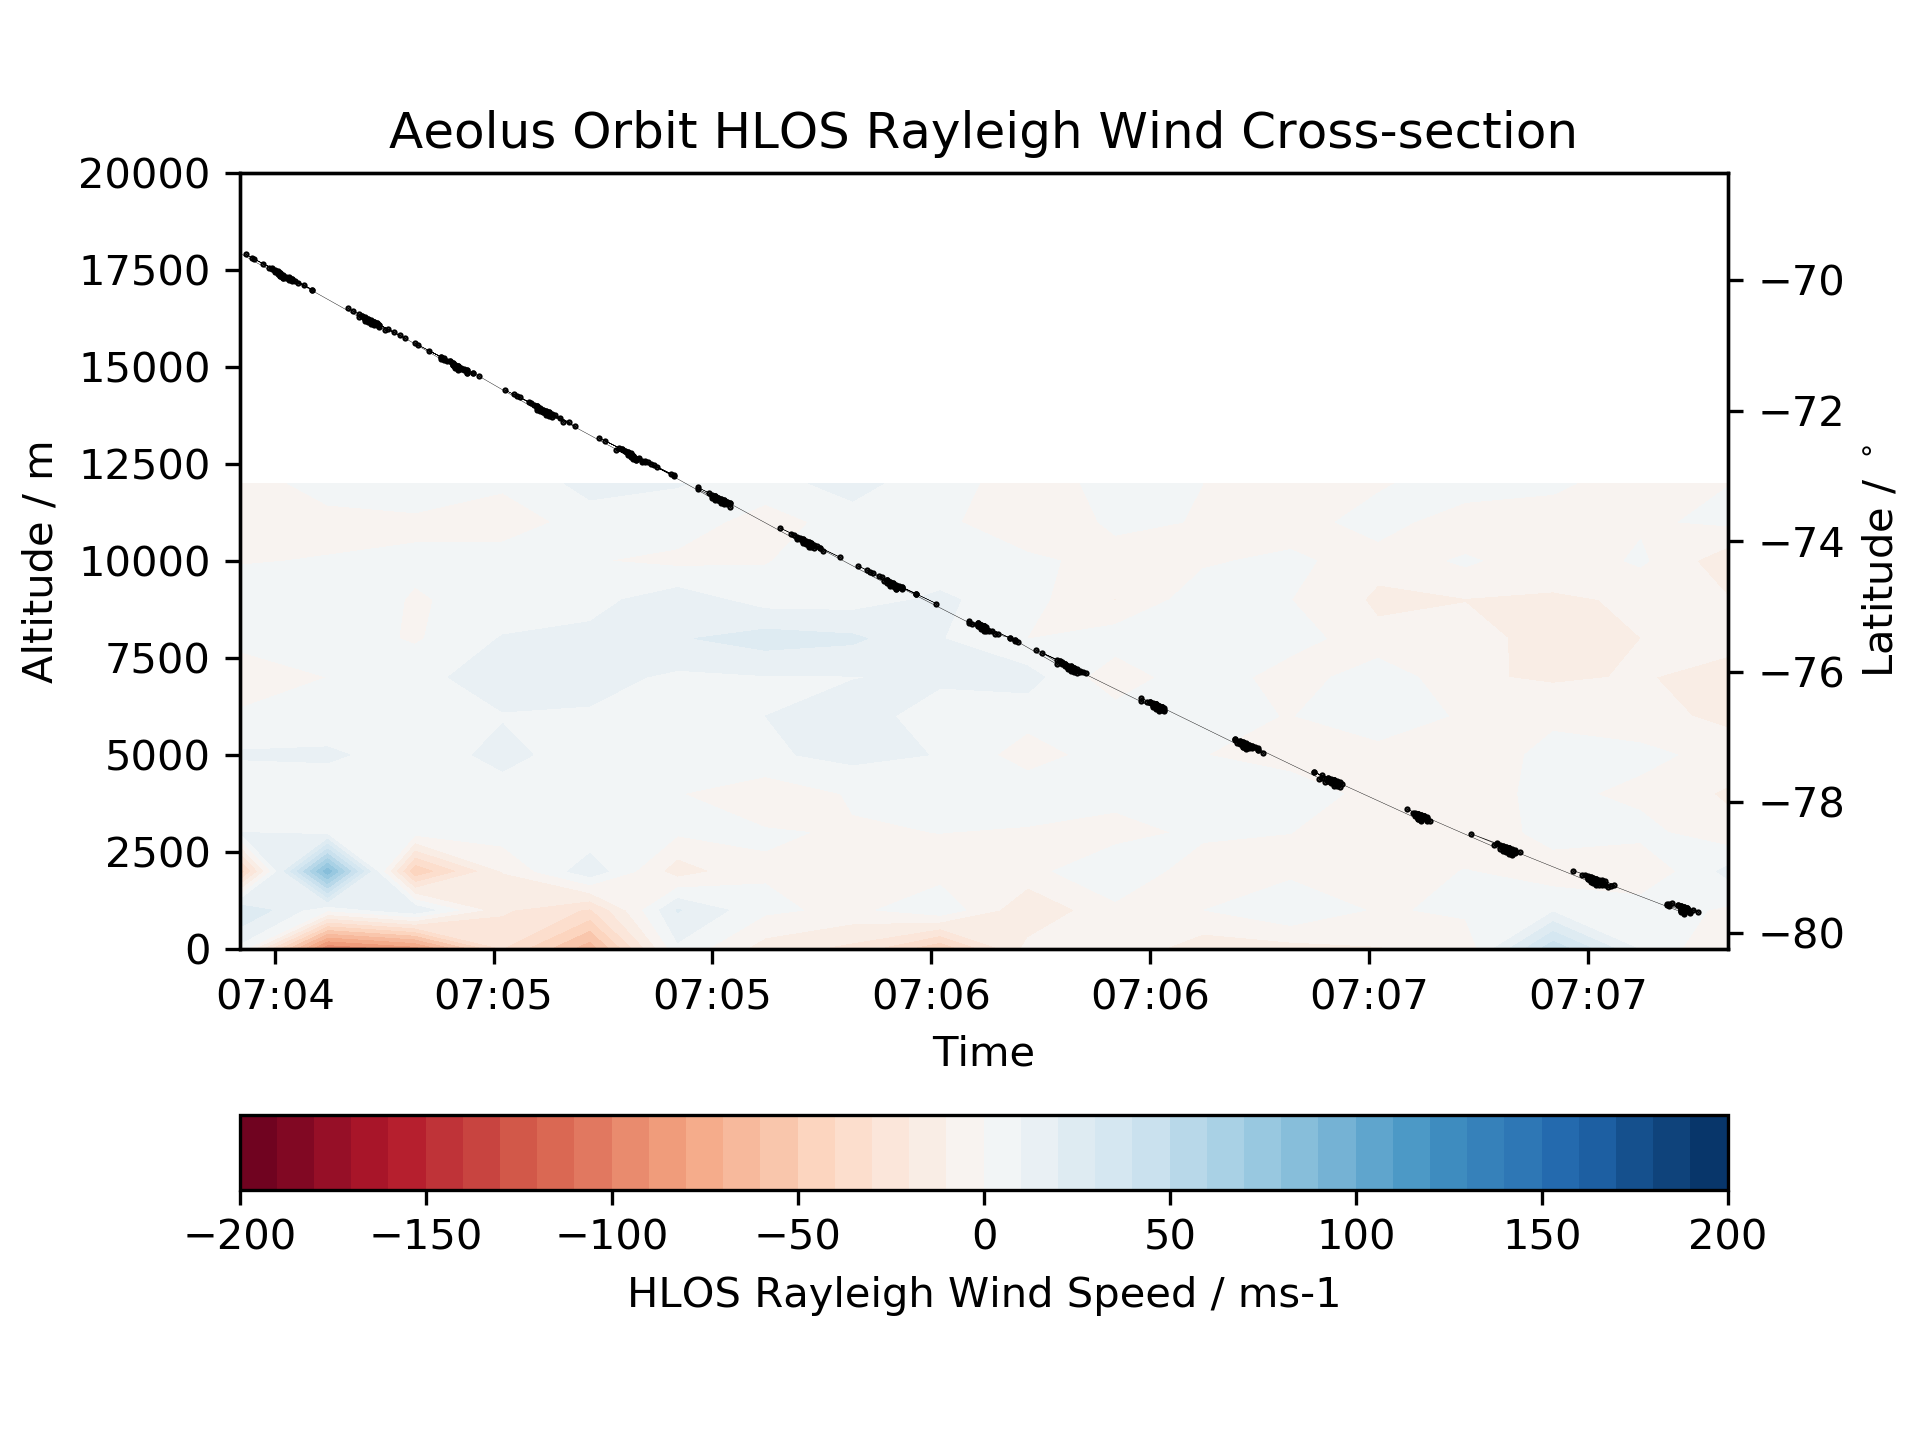 Aeolus Orbit HLOS Rayleigh Wind Cross-section
20000
17500
15000
12500
10000
7500
5000
2500
0
Altitude / m
−70
−72
−74
−76
−78
−80
Latitude / °
07:04 07:05 07:05 07:06 07:06 07:07 07:07
Time
−200 −150 −100 −50 0 50 100 150 200
HLOS Rayleigh Wind Speed / ms-1